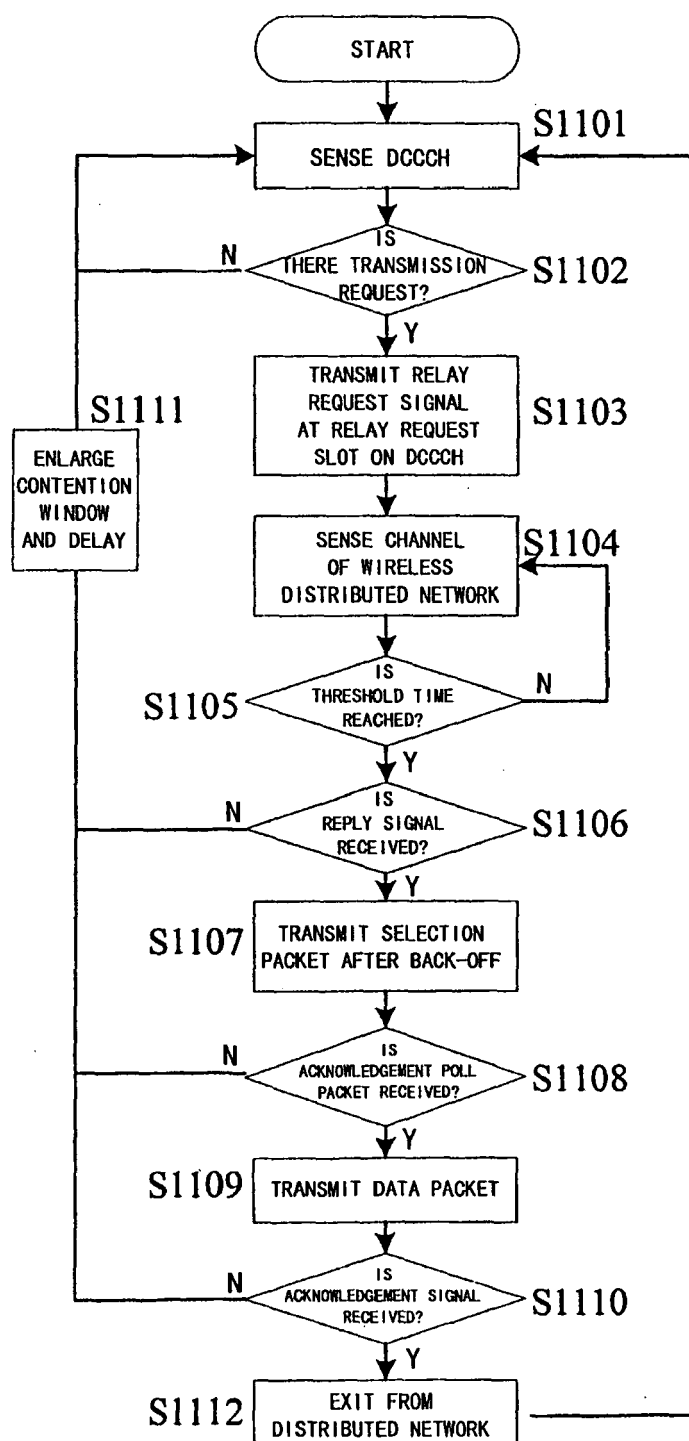 START
S1101
SENSE DCCCH
IS
THERE TRANSMISSION
REQUEST?
N
S1102
Y
TRANSMIT RELAY
REQUEST SIGNAL
AT RELAY REQUEST
SLOT ON DCCCH
S1103
S1111
ENLARGE
CONTENTION
WINDOW
AND DELAY
SENSE CHANNEL
OF WIRELESS
DISTRIBUTED NETWORK
S1104
IS
THRESHOLD TIME
REACHED?
N
S1105
Y
IS
REPLY SIGNAL
RECEIVED?
N
S1106
Y
S1107
TRANSMIT SELECTION
PACKET AFTER BACK-OFF
IS
ACKNOWLEDGEMENT POLL
PACKET RECEIVED?
N
S1108
Y
S1109
TRANSMIT DATA PACKET
IS
ACKNOWLEDGEMENT SIGNAL
RECEIVED?
N
S1110
Y
S1112
EXIT FROM
DISTRIBUTED NETWORK